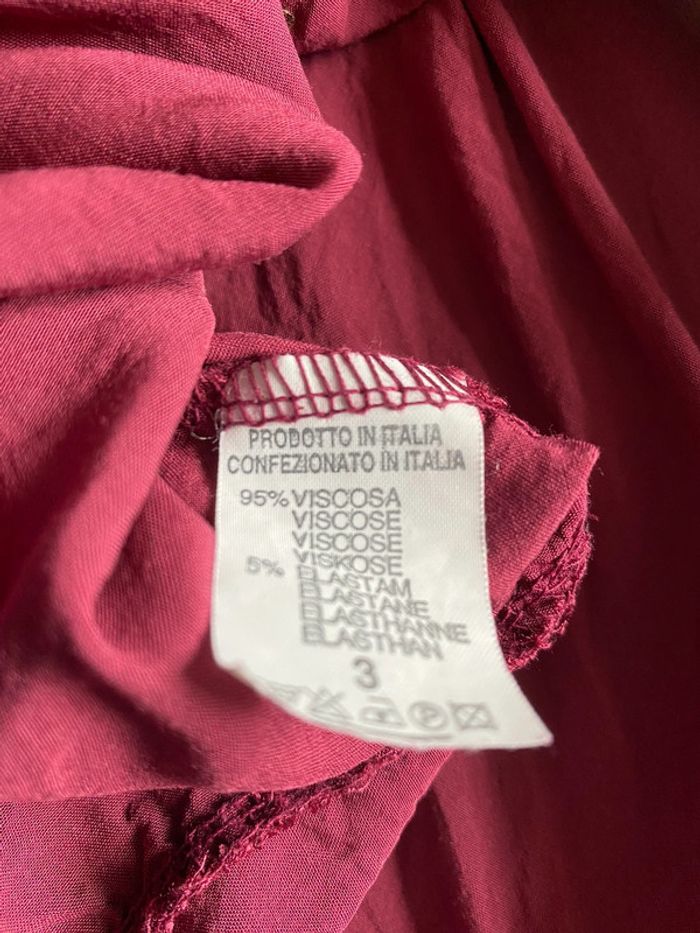 PRODOTTO IN ITALIA
CONFEZIONATO IN ITALIA
95% VISCOSA
VISCOSE
VISCOSE
5% VISKOSE
ELASTAM
ELASTANE
ELASTHANNE
ELASTHAN
3
P